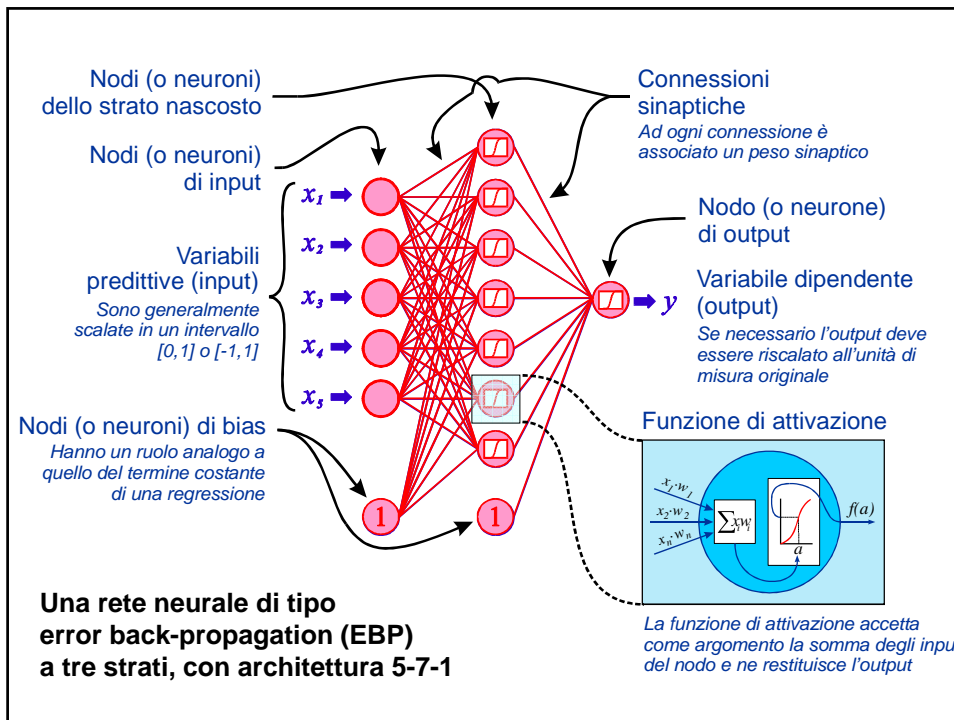 Nodi (o neuroni)
dello strato nascosto
Connessioni
sinaptiche
Ad ogni connessione è
associato un peso sinaptico
Nodi (o neuroni)
di input
x1
x2
x3
x4
x5
Variabili
predittive (input)
Sono generalmente
scalate in un intervallo
[0,1] o [-1,1]
Nodo (o neurone)
di output
y
Variabile dipendente
(output)
Se necessario l'output deve
essere riscalato all'unità di
misura originale
Nodi (o neuroni) di bias
Hanno un ruolo analogo a
quello del termine costante
di una regressione
1
1
Funzione di attivazione
x1·w1
x2·w2
xn·wn
∑xiwi
a
f(a)
La funzione di attivazione accetta
come argomento la somma degli inpu
del nodo e ne restituisce l'output
Una rete neurale di tipo
error back-propagation (EBP)
a tre strati, con architettura 5-7-1